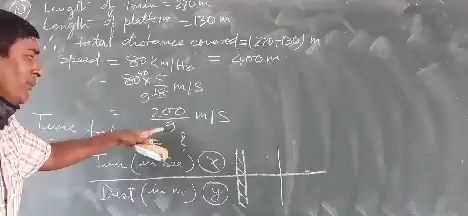 Length of train = 270 m
Length of platform = 130 m
∴ total distance covered = (270+130) m
Speed = 80 km/Hr = 400 m
= 80 × 5/18 m/s
= 200/9 m/s
Time
Time (in sec) x
Dist (in m) y